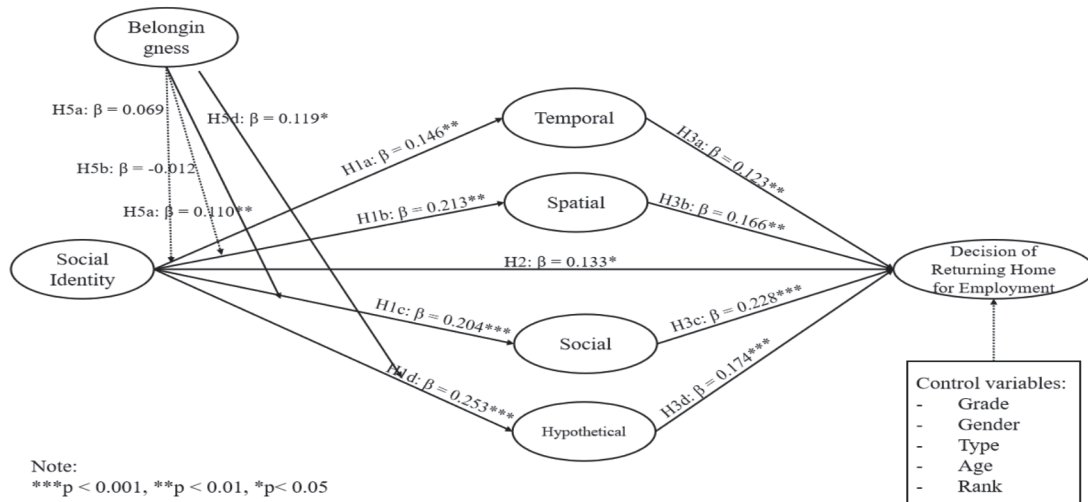 Belongin
gness
H5a: β = 0.069
H5d: β = 0.119*
H5b: β = -0.012
H5a: β = 0.110**
Social
Identity
H1a: β = 0.146**
H1b: β = 0.213**
H2: β = 0.133*
H1c: β = 0.204***
H1d: β = 0.253***
Temporal
Spatial
Social
Hypothetical
H3a: β = 0.123**
H3b: β = 0.166**
H3c: β = 0.228***
H3d: β = 0.174***
Decision of
Returning Home
for Employment
Control variables:
- Grade
- Gender
- Type
- Age
- Rank
Note:
***p < 0.001, **p < 0.01, *p< 0.05